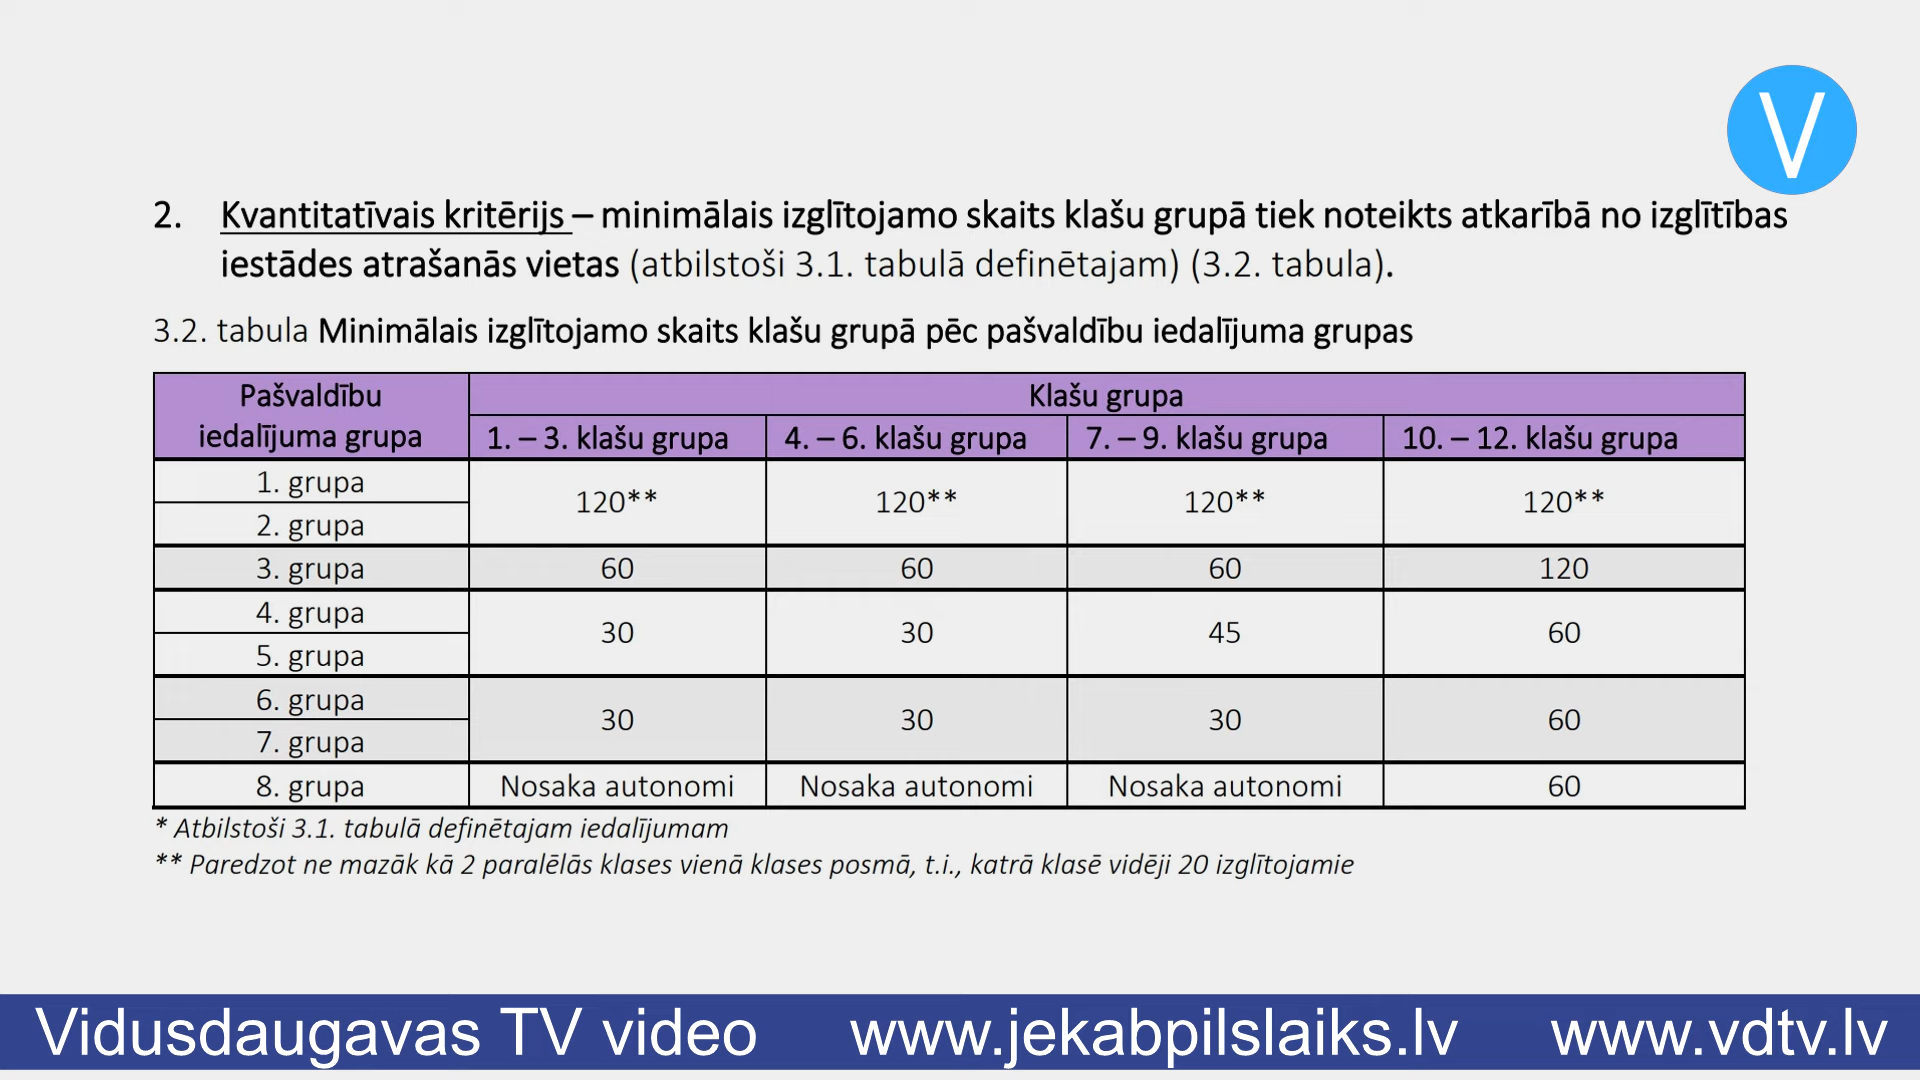 V
2. Kvantitatīvais kritērijs – minimālais izglītojamo skaits klašu grupā tiek noteikts atkarībā no izglītības
iestādes atrašanās vietas (atbilstoši 3.1. tabulā definētajam) (3.2. tabula).
3.2. tabula Minimālais izglītojamo skaits klašu grupā pēc pašvaldību iedalījuma grupas
Pašvaldību iedalījuma grupa
Klašu grupa
1. – 3. klašu grupa 4. – 6. klašu grupa 7. – 9. klašu grupa 10. – 12. klašu grupa
1. grupa
120** 120** 120** 120**
2. grupa
3. grupa 60 60 60 120
4. grupa
30 30 45 60
5. grupa
6. grupa
30 30 30 60
7. grupa
8. grupa Nosaka autonomi Nosaka autonomi Nosaka autonomi 60
* Atbilstoši 3.1. tabulā definētajam iedalījumam
** Paredzot ne mazāk kā 2 paralēlās klases vienā klases posmā, t.i., katrā klasē vidēji 20 izglītojamie
Vidusdaugavas TV video www.jekabpilslaiks.lv www.vdtv.lv